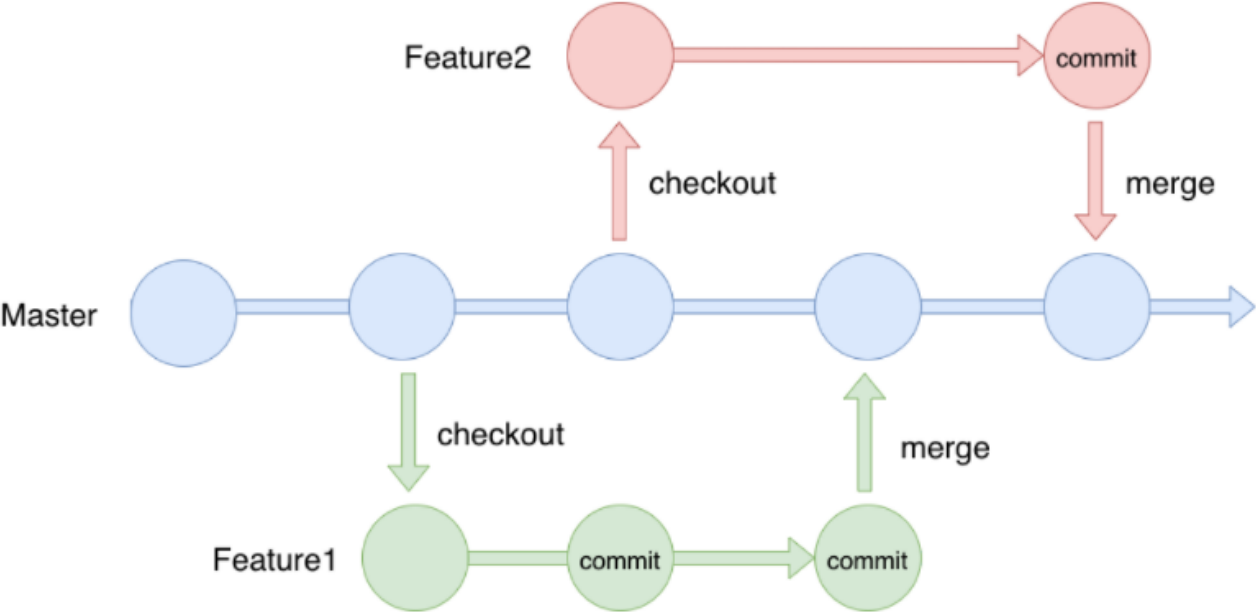 Feature2
commit
checkout
merge
Master
checkout
merge
Feature1
commit
commit